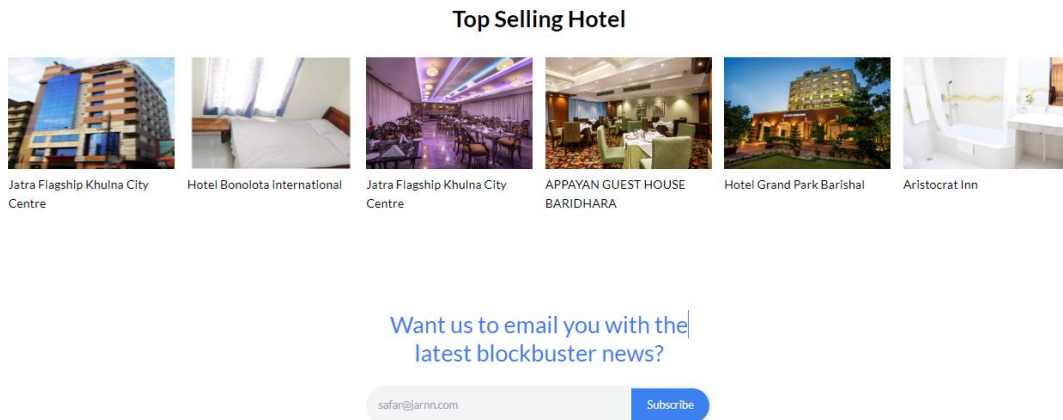 Top Selling Hotel
Jatra Flagship Khulna City
Centre
Hotel Bonolota international
Jatra Flagship Khulna City
Centre
APPAYAN GUEST HOUSE
BARIDHARA
Hotel Grand Park Barishal
Aristocrat Inn
Want us to email you with the
latest blockbuster news?
safar@jarnn.com
Subscribe